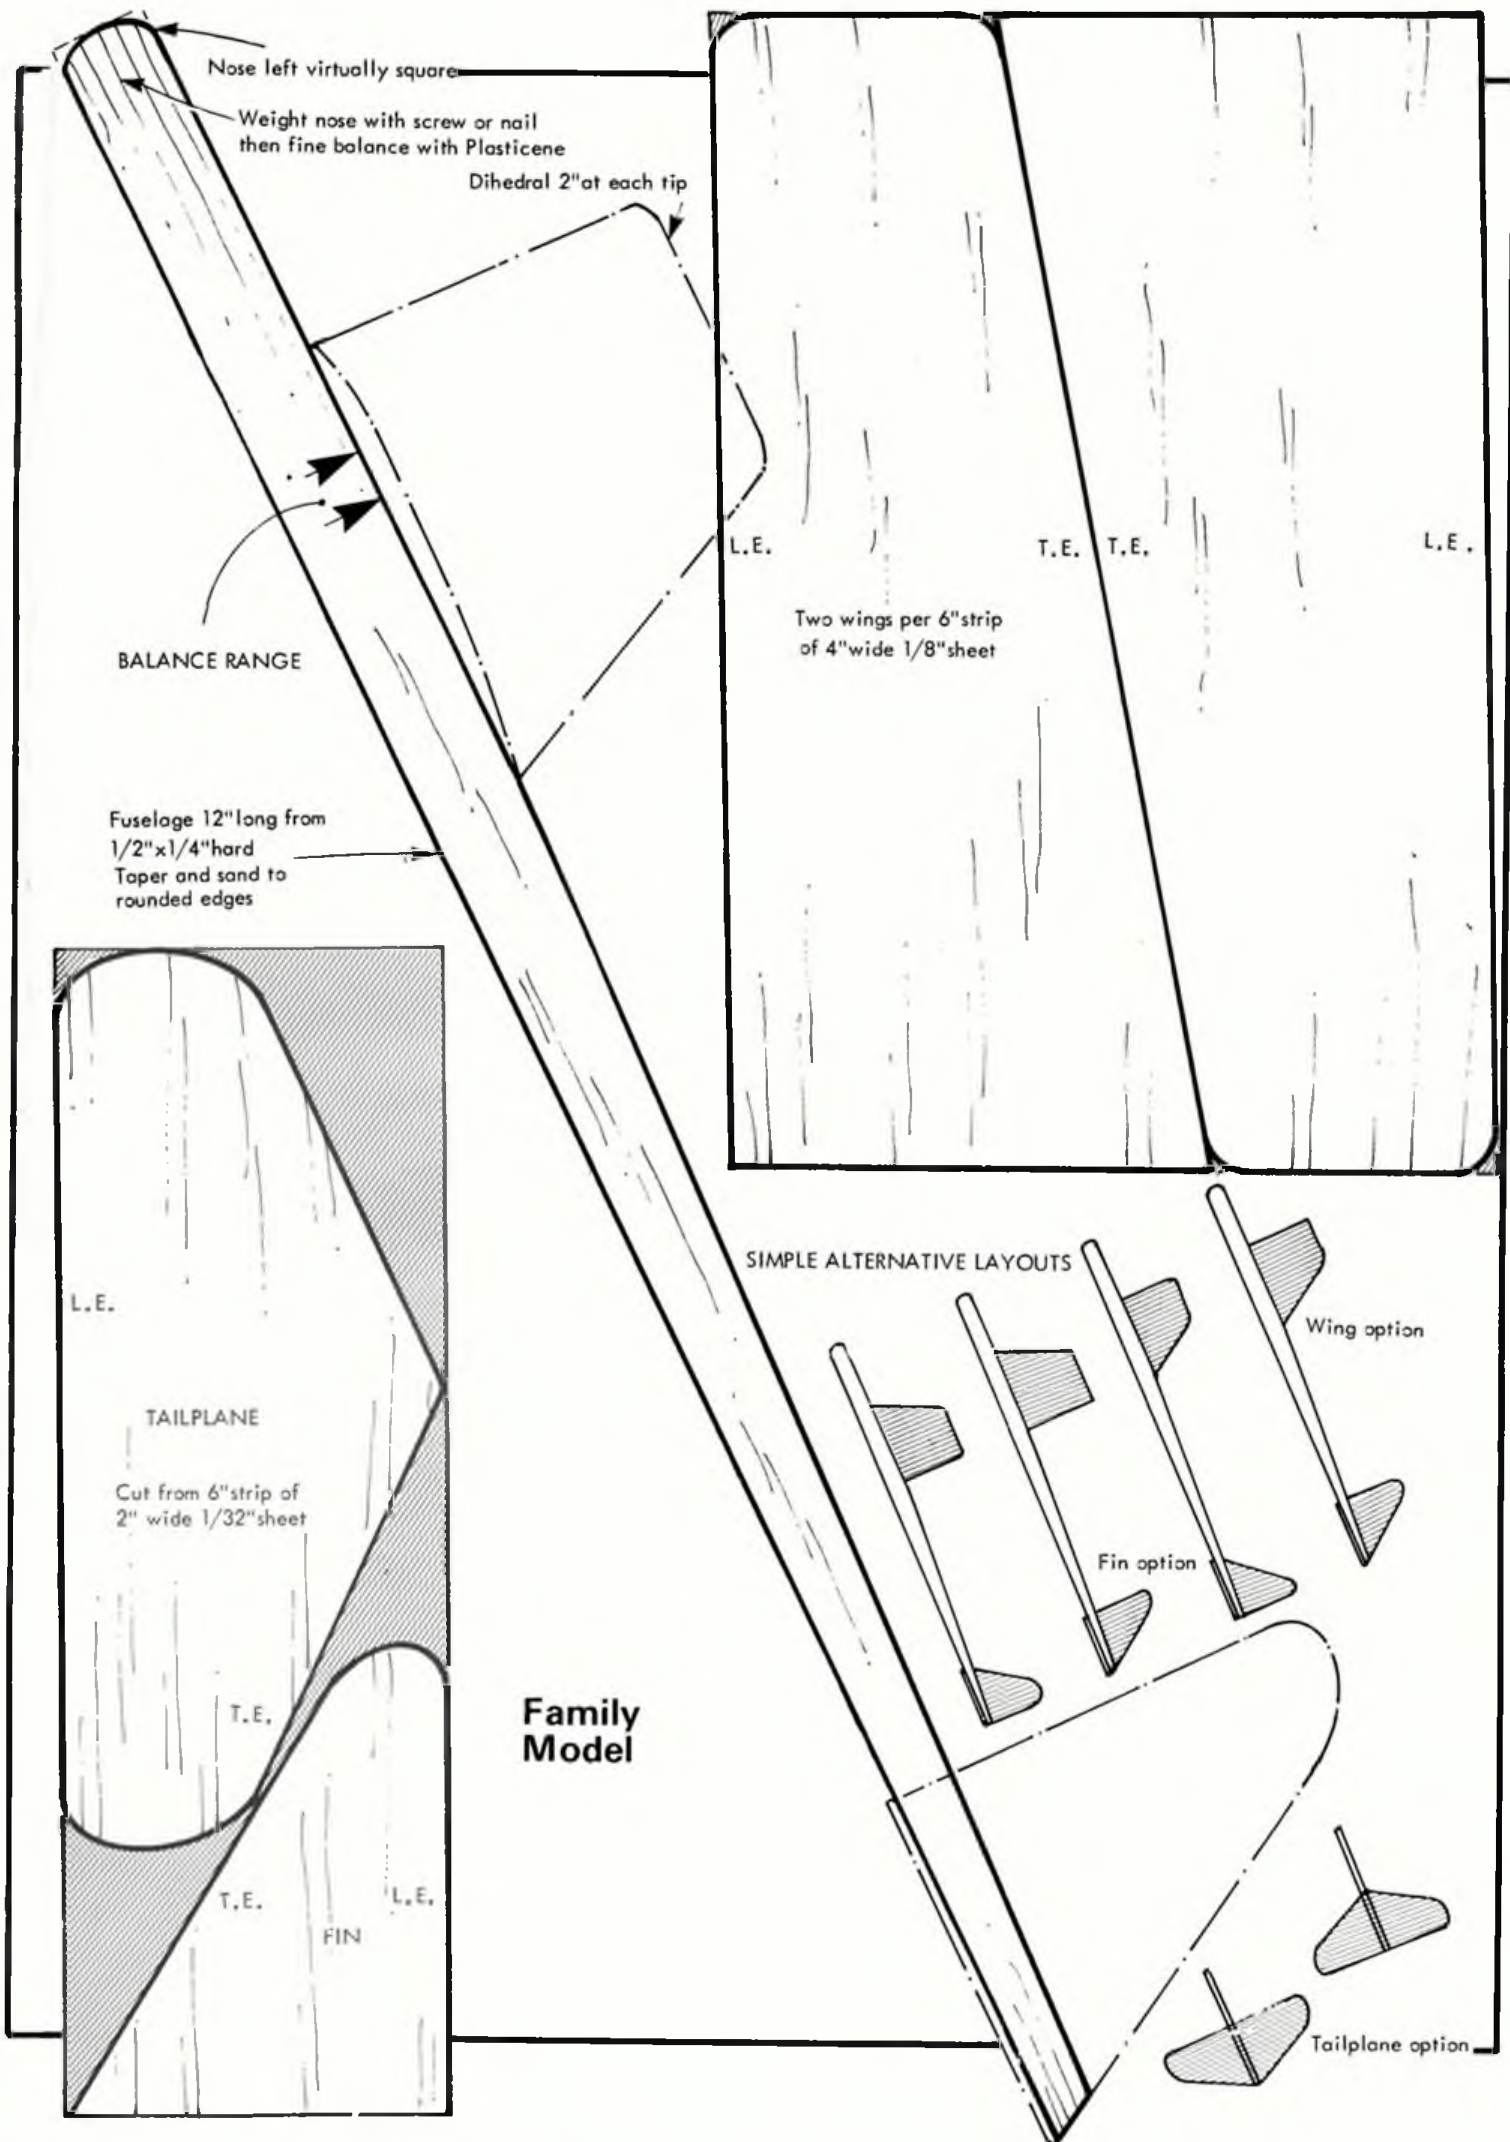 Nose left virtually square
Weight nose with screw or nail
then fine balance with Plasticene
Dihedral 2"at each tip
L.E.
T.E.
T.E.
L.E.
Two wings per 6"strip
of 4"wide 1/8"sheet
BALANCE RANGE
Fuselage 12"long from
1/2"x1/4"hard
Taper and sand to
rounded edges
SIMPLE ALTERNATIVE LAYOUTS
Wing option
L.E.
TAILPLANE
Cut from 6"strip of
2" wide 1/32"sheet
Fin option
T.E.
Family
Model
T.E.
L.E.
FIN
Tailplane option